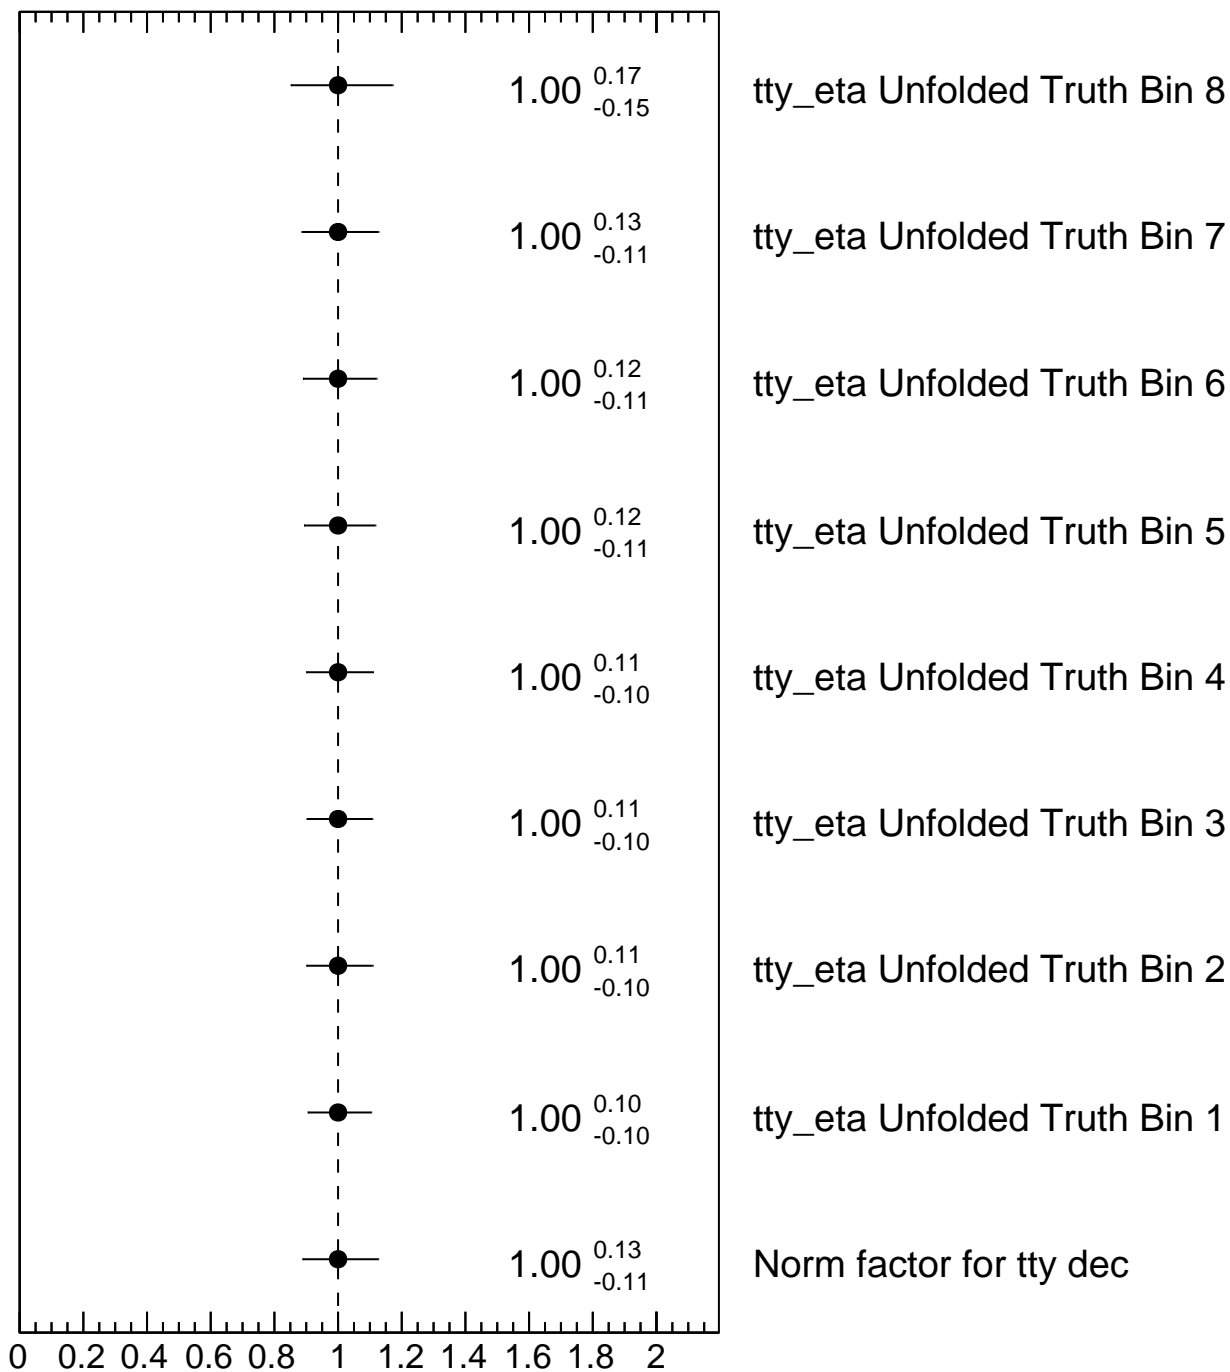 1.00 0.17 -0.15 tty_eta Unfolded Truth Bin 8
1.00 0.13 -0.11 tty_eta Unfolded Truth Bin 7
1.00 0.12 -0.11 tty_eta Unfolded Truth Bin 6
1.00 0.12 -0.11 tty_eta Unfolded Truth Bin 5
1.00 0.11 -0.10 tty_eta Unfolded Truth Bin 4
1.00 0.11 -0.10 tty_eta Unfolded Truth Bin 3
1.00 0.11 -0.10 tty_eta Unfolded Truth Bin 2
1.00 0.10 -0.10 tty_eta Unfolded Truth Bin 1
1.00 0.13 -0.11 Norm factor for tty dec
0 0.2 0.4 0.6 0.8 1 1.2 1.4 1.6 1.8 2